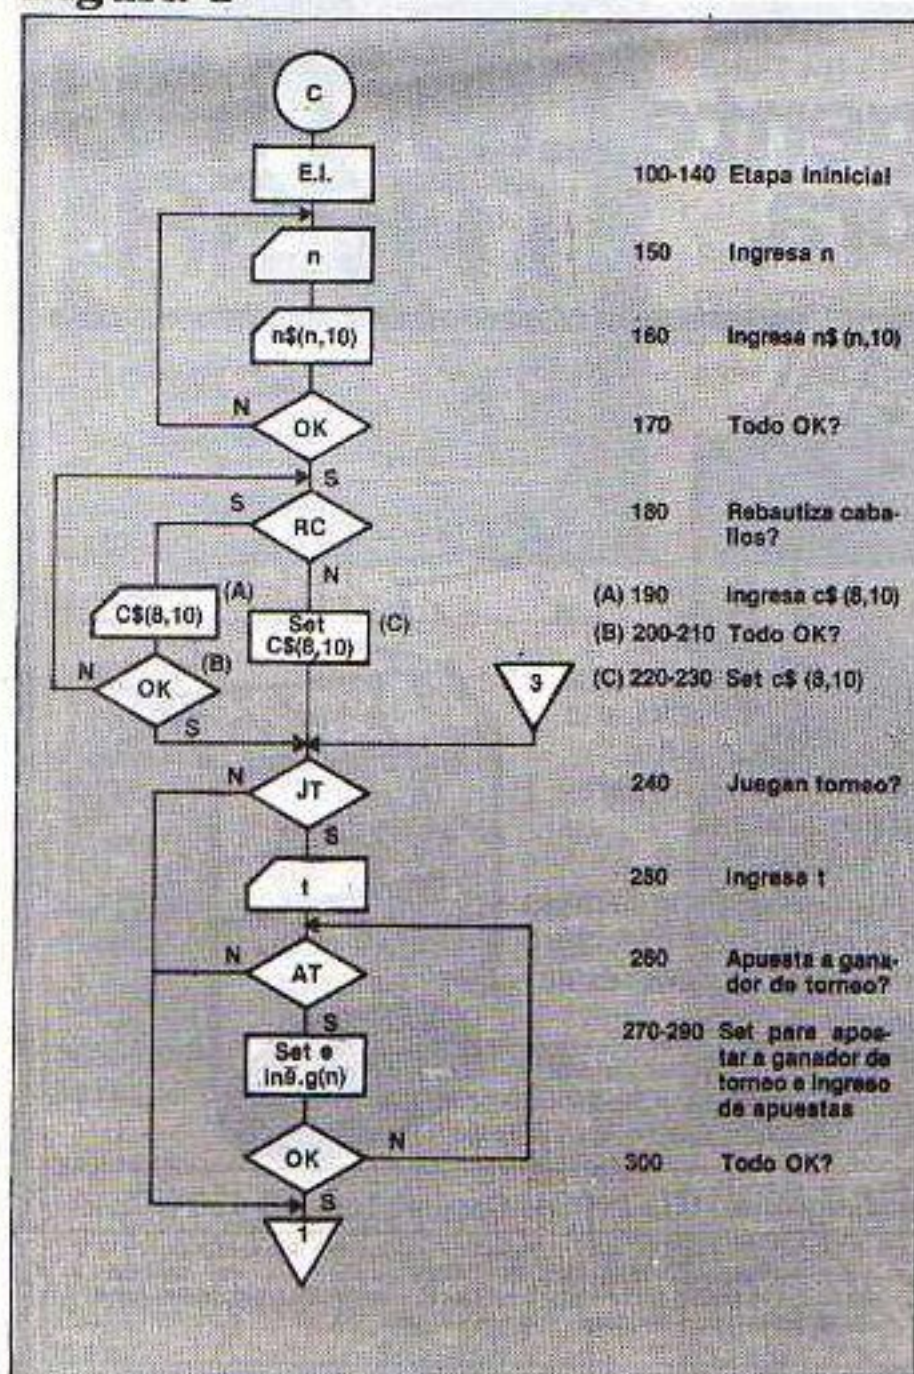 C
E.I.
100-140 Etapa ininicial
n
150 Ingresa n
n$(n,10)
160 Ingresa n$ (n,10)
N
OK
170 Todo OK?
S
S
RC
180 Rebautiza caba-
llos?
N
C$(8,10)
(A)
Set
C$(8,10)
(C)
(A) 190 Ingresa c$ (8,10)
(B) 200-210 Todo OK?
N
OK
(B)
3
(C) 220-230 Set c$ (8,10)
S
N
JT
240 Juegan torneo?
S
t
250 Ingresa t
N
AT
260 Apuesta a gana-
dor de torneo?
S
Set e
in9.g(n)
270-290 Set para apos-
tar a ganador de
torneo e ingreso
de apuestas
OK
N
300 Todo OK?
S
1